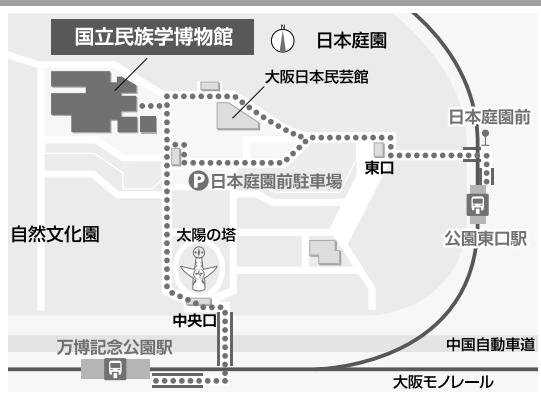 国立民族学博物館
N
日本庭園
大阪日本民芸館
日本庭園前
東口
P日本庭園前駐車場
自然文化園
太陽の塔
公園東口駅
中央口
万博記念公園駅
中国自動車道
大阪モノレール